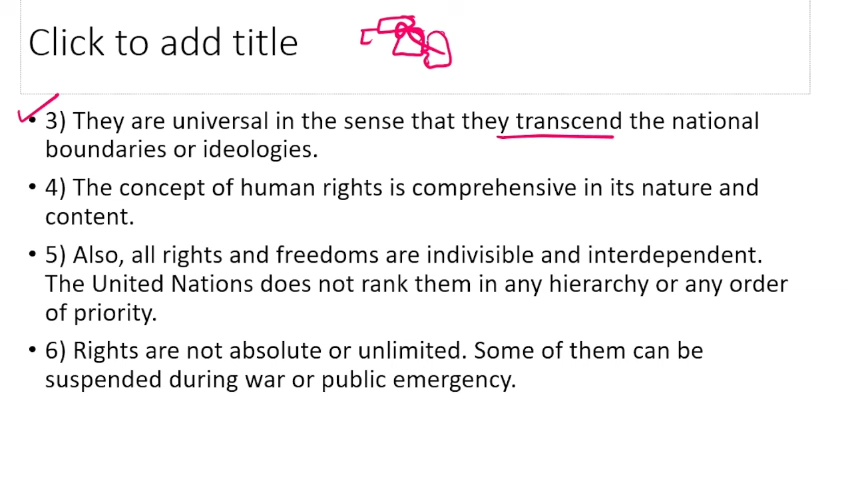 Click to add title
• 3) They are universal in the sense that they transcend the national
boundaries or ideologies.
• 4) The concept of human rights is comprehensive in its nature and
content.
• 5) Also, all rights and freedoms are indivisible and interdependent.
The United Nations does not rank them in any hierarchy or any order
of priority.
• 6) Rights are not absolute or unlimited. Some of them can be
suspended during war or public emergency.